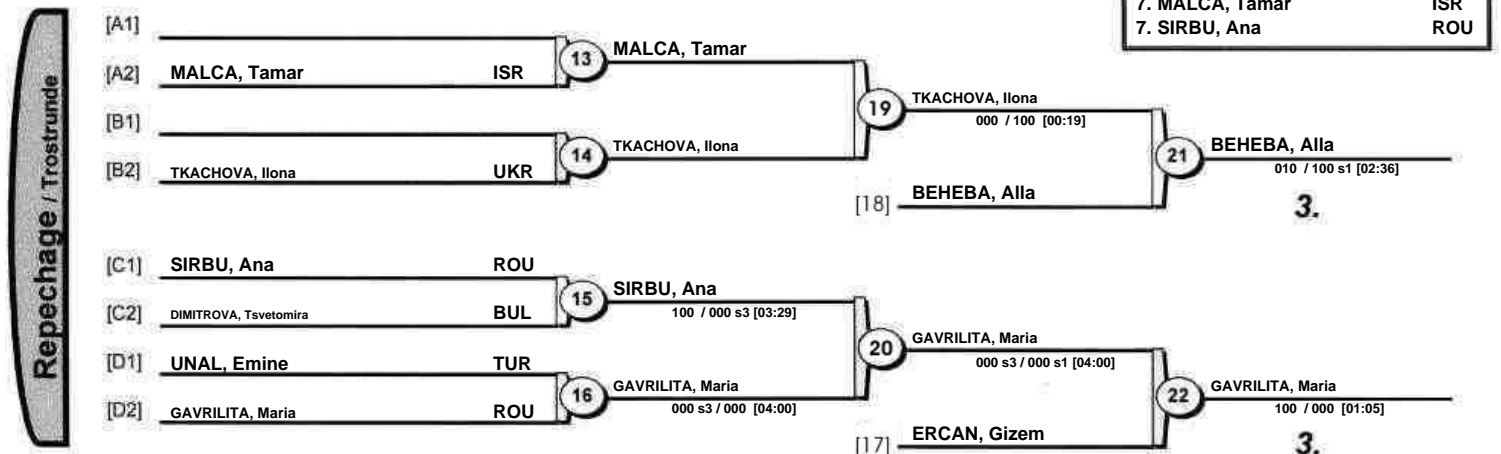 7. MALCA, Tamar ISR
7. SIRBU, Ana ROU
Repechage / Trostrunde
[A1]
[A2] MALCA, Tamar ISR
13 MALCA, Tamar
[B1]
[B2] TKACHOVA, Ilona UKR
14 TKACHOVA, Ilona
19 TKACHOVA, Ilona
000 / 100 [00:19]
[18] BEHEBA, Alla
21 BEHEBA, Alla
010 / 100 s1 [02:36]
3.
[C1] SIRBU, Ana ROU
[C2] DIMITROVA, Tsvetomira BUL
15 SIRBU, Ana
100 / 000 s3 [03:29]
[D1] UNAL, Emine TUR
[D2] GAVRILITA, Maria ROU
16 GAVRILITA, Maria
000 s3 / 000 [04:00]
20 GAVRILITA, Maria
000 s3 / 000 s1 [04:00]
[17] ERCAN, Gizem
22 GAVRILITA, Maria
100 / 000 [01:05]
3.